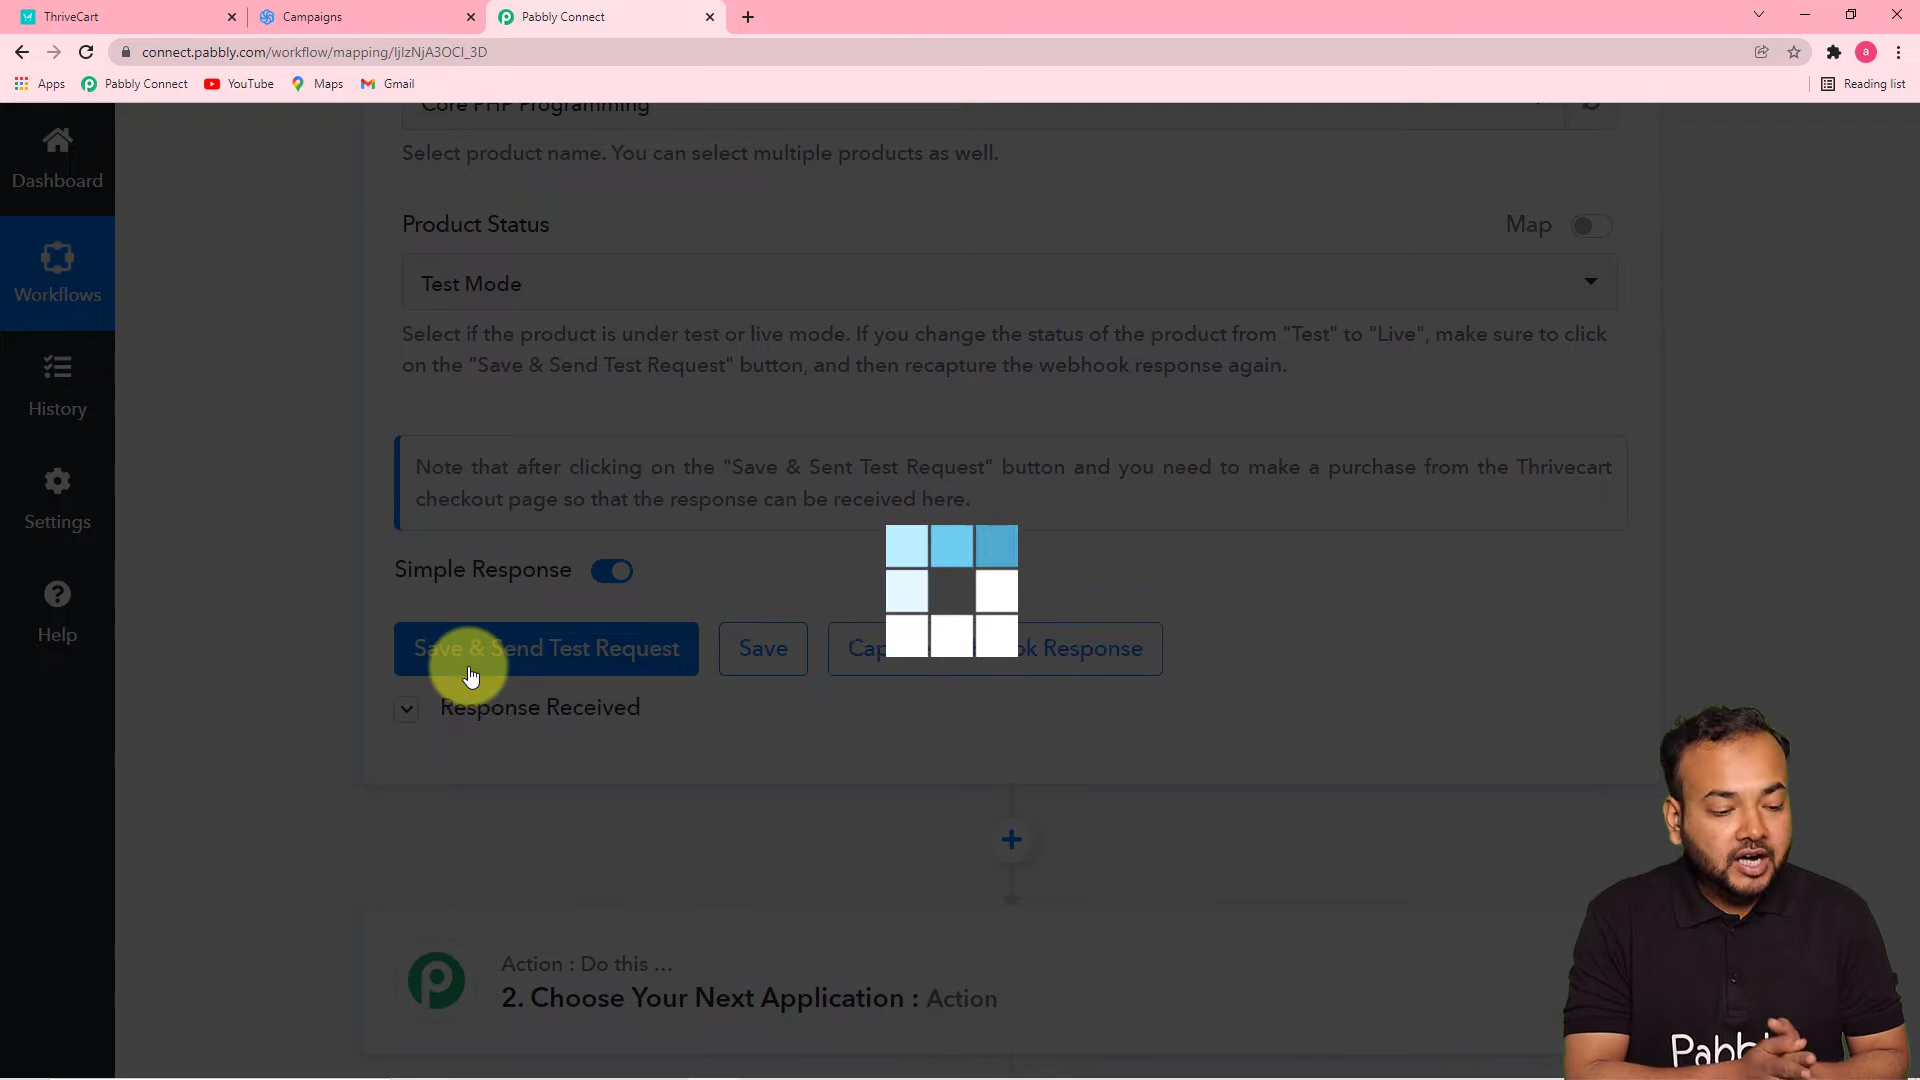 ThriveCart
Campaigns
Pabbly Connect
connect.pabbly.com/workflow/mapping/IjIzNjA3OCI_3D
a
Apps
Pabbly Connect
YouTube
Maps
Gmail
Reading list
Dashboard
Workflows
History
Settings
Help
Core PHP Programming
Select product name. You can select multiple products as well.
Product Status
Map
Test Mode
Select if the product is under test or live mode. If you change the status of the product from "Test" to "Live", make sure to click
on the "Save & Send Test Request" button, and then recapture the webhook response again.
Note that after clicking on the "Save & Sent Test Request" button and you need to make a purchase from the Thrivecart
checkout page so that the response can be received here.
Simple Response
Save & Send Test Request
Save
Response
Response Received
Action : Do this ...
2. Choose Your Next Application : Action